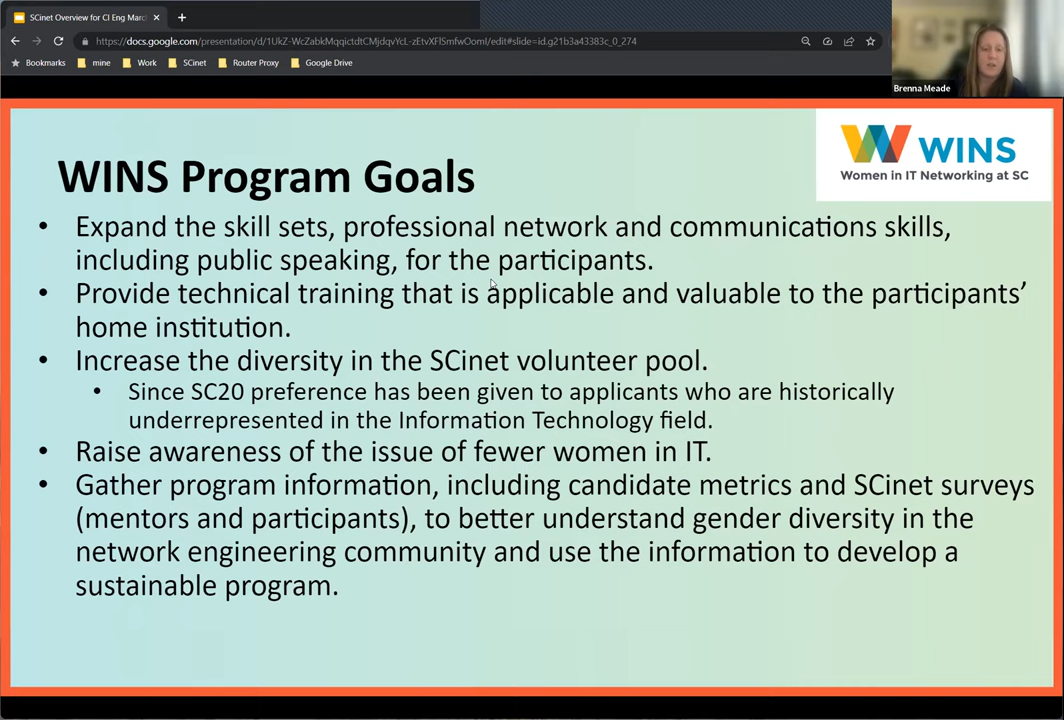 SCinet Overview for CI Eng Marc
https://docs.google.com/presentation/d/1UkZ-WcZabkMqqictdtCMjdqvYcL-zEtvXFlSmfwOomI/edit#slide=id.g21b3a43383c_0_274
Bookmarks mine Work SCinet Router Proxy Google Drive
Brenna Meade
WINS
Women in IT Networking at SC
WINS Program Goals
• Expand the skill sets, professional network and communications skills,
including public speaking, for the participants.
• Provide technical training that is applicable and valuable to the participants’
home institution.
• Increase the diversity in the SCinet volunteer pool.
• Since SC20 preference has been given to applicants who are historically
underrepresented in the Information Technology field.
• Raise awareness of the issue of fewer women in IT.
• Gather program information, including candidate metrics and SCinet surveys
(mentors and participants), to better understand gender diversity in the
network engineering community and use the information to develop a
sustainable program.